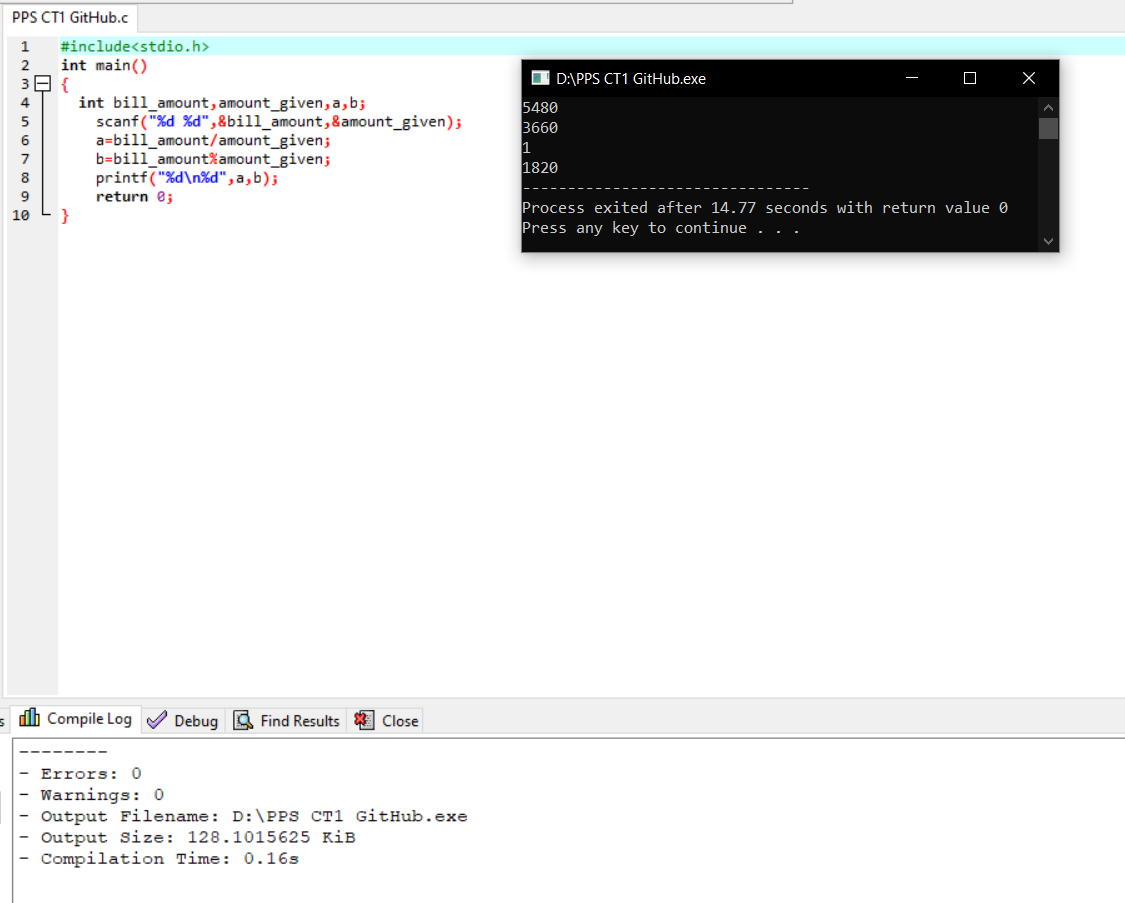 PPS CT1 GitHub.c
1 #include<stdio.h>
2 int main()
3 {
4 int bill_amount,amount_given,a,b;
5 scanf("%d %d",&bill_amount,&amount_given);
6 a=bill_amount/amount_given;
7 b=bill_amount%amount_given;
8 printf("%d\n%d",a,b);
9 return 0;
10 }
D:\PPS CT1 GitHub.exe
5480
3660
1
1820
--------------------------------
Process exited after 14.77 seconds with return value 0
Press any key to continue . . .
s Compile Log Debug Find Results Close
--------
- Errors: 0
- Warnings: 0
- Output Filename: D:\PPS CT1 GitHub.exe
- Output Size: 128.1015625 KiB
- Compilation Time: 0.16s